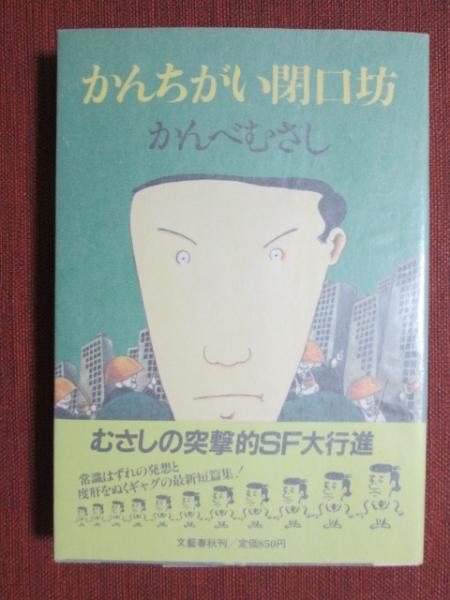 かんちがい閉口坊
かんべむさし
むさしの突撃的SF大行進
常識はずれの発想と
度肝をぬくギャグの最新短篇集!
文藝春秋刊/定価850円